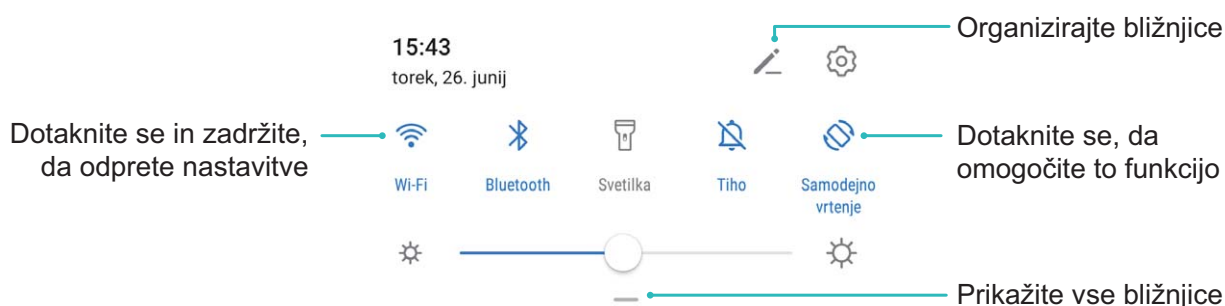 Organizirajte bližnjice
15:43
torek, 26. junij
Dotaknite se in zadržite,
da odprete nastavitve
Dotaknite se, da
omogočite to funkcijo
Wi-Fi
Bluetooth
Svetilka
Tiho
Samodejno
vrtenje
Prikažite vse bližnjice